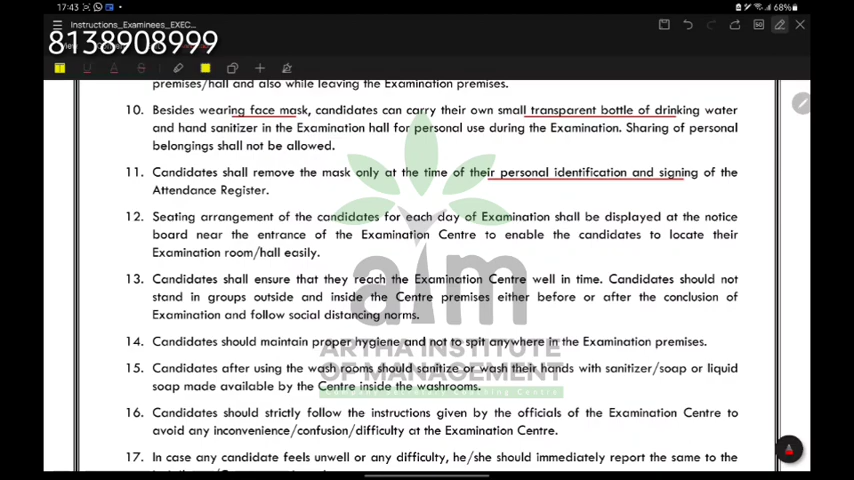 17:43
68%
Instructions_Examinees_EXEC...
8138908999
premises/hall and also while leaving the Examination premises.
10. Besides wearing face mask, candidates can carry their own small transparent bottle of drinking water
and hand sanitizer in the Examination hall for personal use during the Examination. Sharing of personal
belongings shall not be allowed.
11. Candidates shall remove the mask only at the time of their personal identification and signing of the
Attendance Register.
12. Seating arrangement of the candidates for each day of Examination shall be displayed at the notice
board near the entrance of the Examination Centre to enable the candidates to locate their
Examination room/hall easily.
13. Candidates shall ensure that they reach the Examination Centre well in time. Candidates should not
stand in groups outside and inside the Centre premises either before or after the conclusion of
Examination and follow social distancing norms.
14. Candidates should maintain proper hygiene and not to spit anywhere in the Examination premises.
15. Candidates after using the wash rooms should sanitize or wash their hands with sanitizer/soap or liquid
soap made available by the Centre inside the washrooms.
16. Candidates should strictly follow the instructions given by the officials of the Examination Centre to
avoid any inconvenience/confusion/difficulty at the Examination Centre.
17. In case any candidate feels unwell or any difficulty, he/she should immediately report the same to the
aim
ARTHA INSTITUTE
OF MANAGEMENT
Company Secretary Coaching Centre